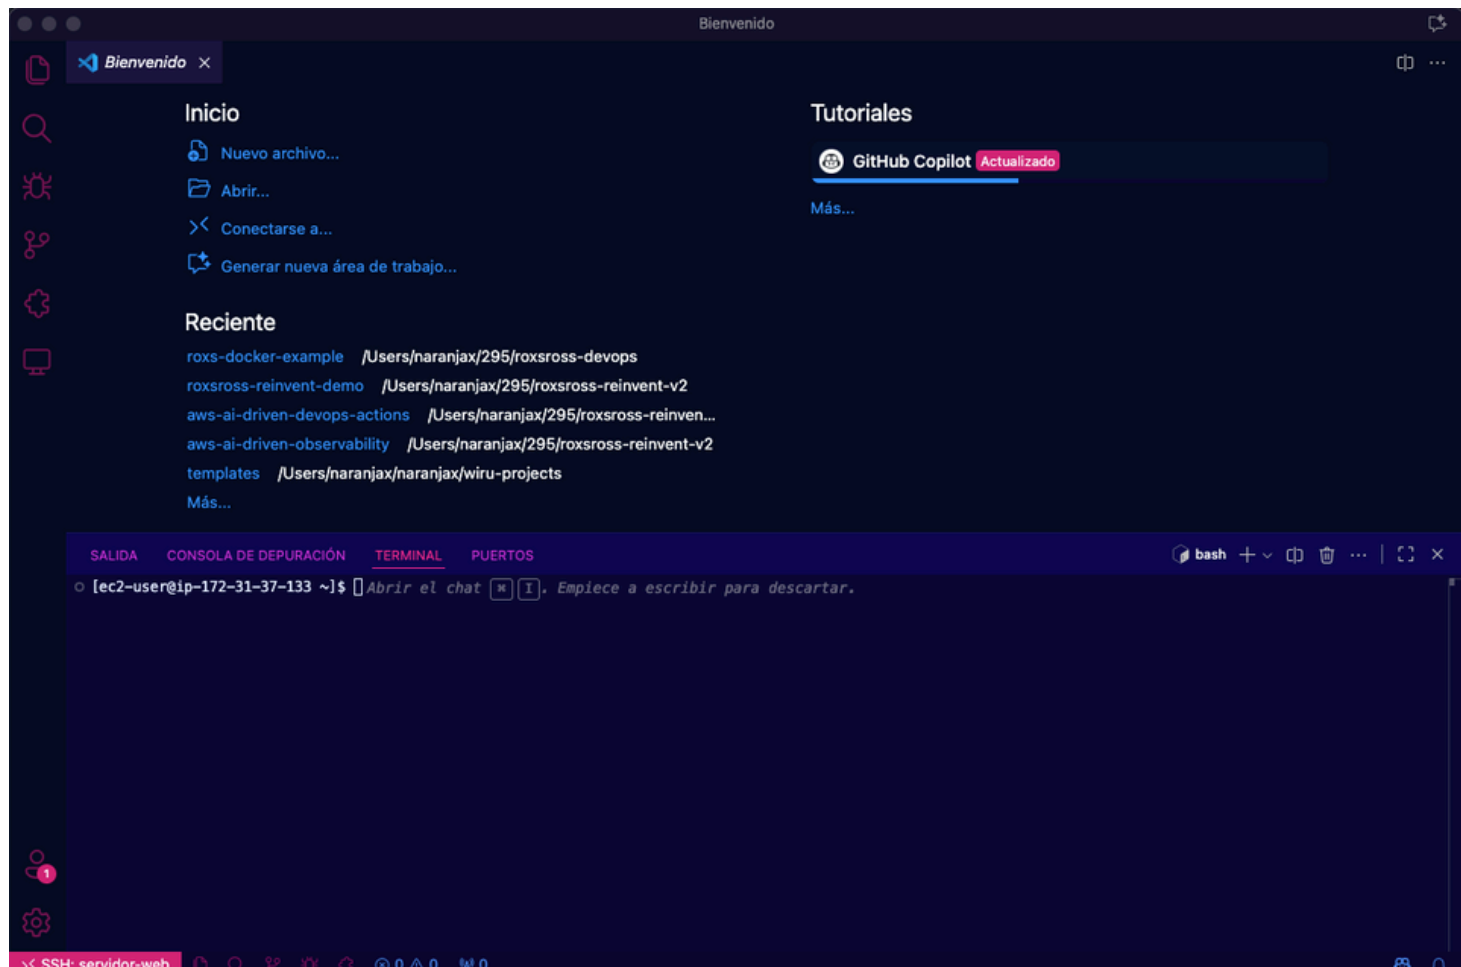 Bienvenido
Bienvenido
Inicio
Nuevo archivo...
Abrir...
Conectarse a...
Generar nueva área de trabajo...
Tutoriales
GitHub Copilot Actualizado
Más...
Reciente
roxs-docker-example /Users/naranjax/295/roxsross-devops
roxsross-reinvent-demo /Users/naranjax/295/roxsross-reinvent-v2
aws-ai-driven-devops-actions /Users/naranjax/295/roxsross-reinven...
aws-ai-driven-observability /Users/naranjax/295/roxsross-reinvent-v2
templates /Users/naranjax/naranjax/wiru-projects
Más...
SALIDA CONSOLA DE DEPURACIÓN TERMINAL PUERTOS bash
[ec2-user@ip-172-31-37-133 ~]$ Abrir el chat ⌘ I. Empiece a escribir para descartar.
1
SSH: servidor-web 0 0 0